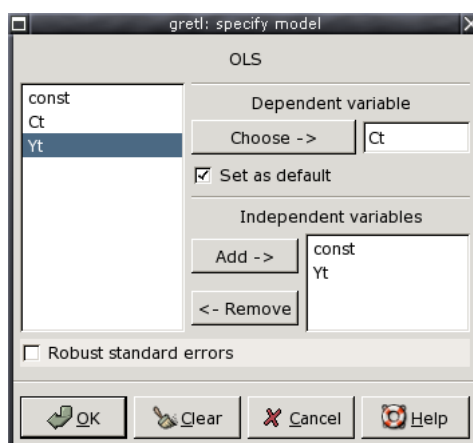 gretl: specify model
OLS
const
Ct
Yt
Dependent variable
Choose ->
Ct
Set as default
Independent variables
Add ->
<- Remove
const
Yt
Robust standard errors
OK
Clear
Cancel
Help